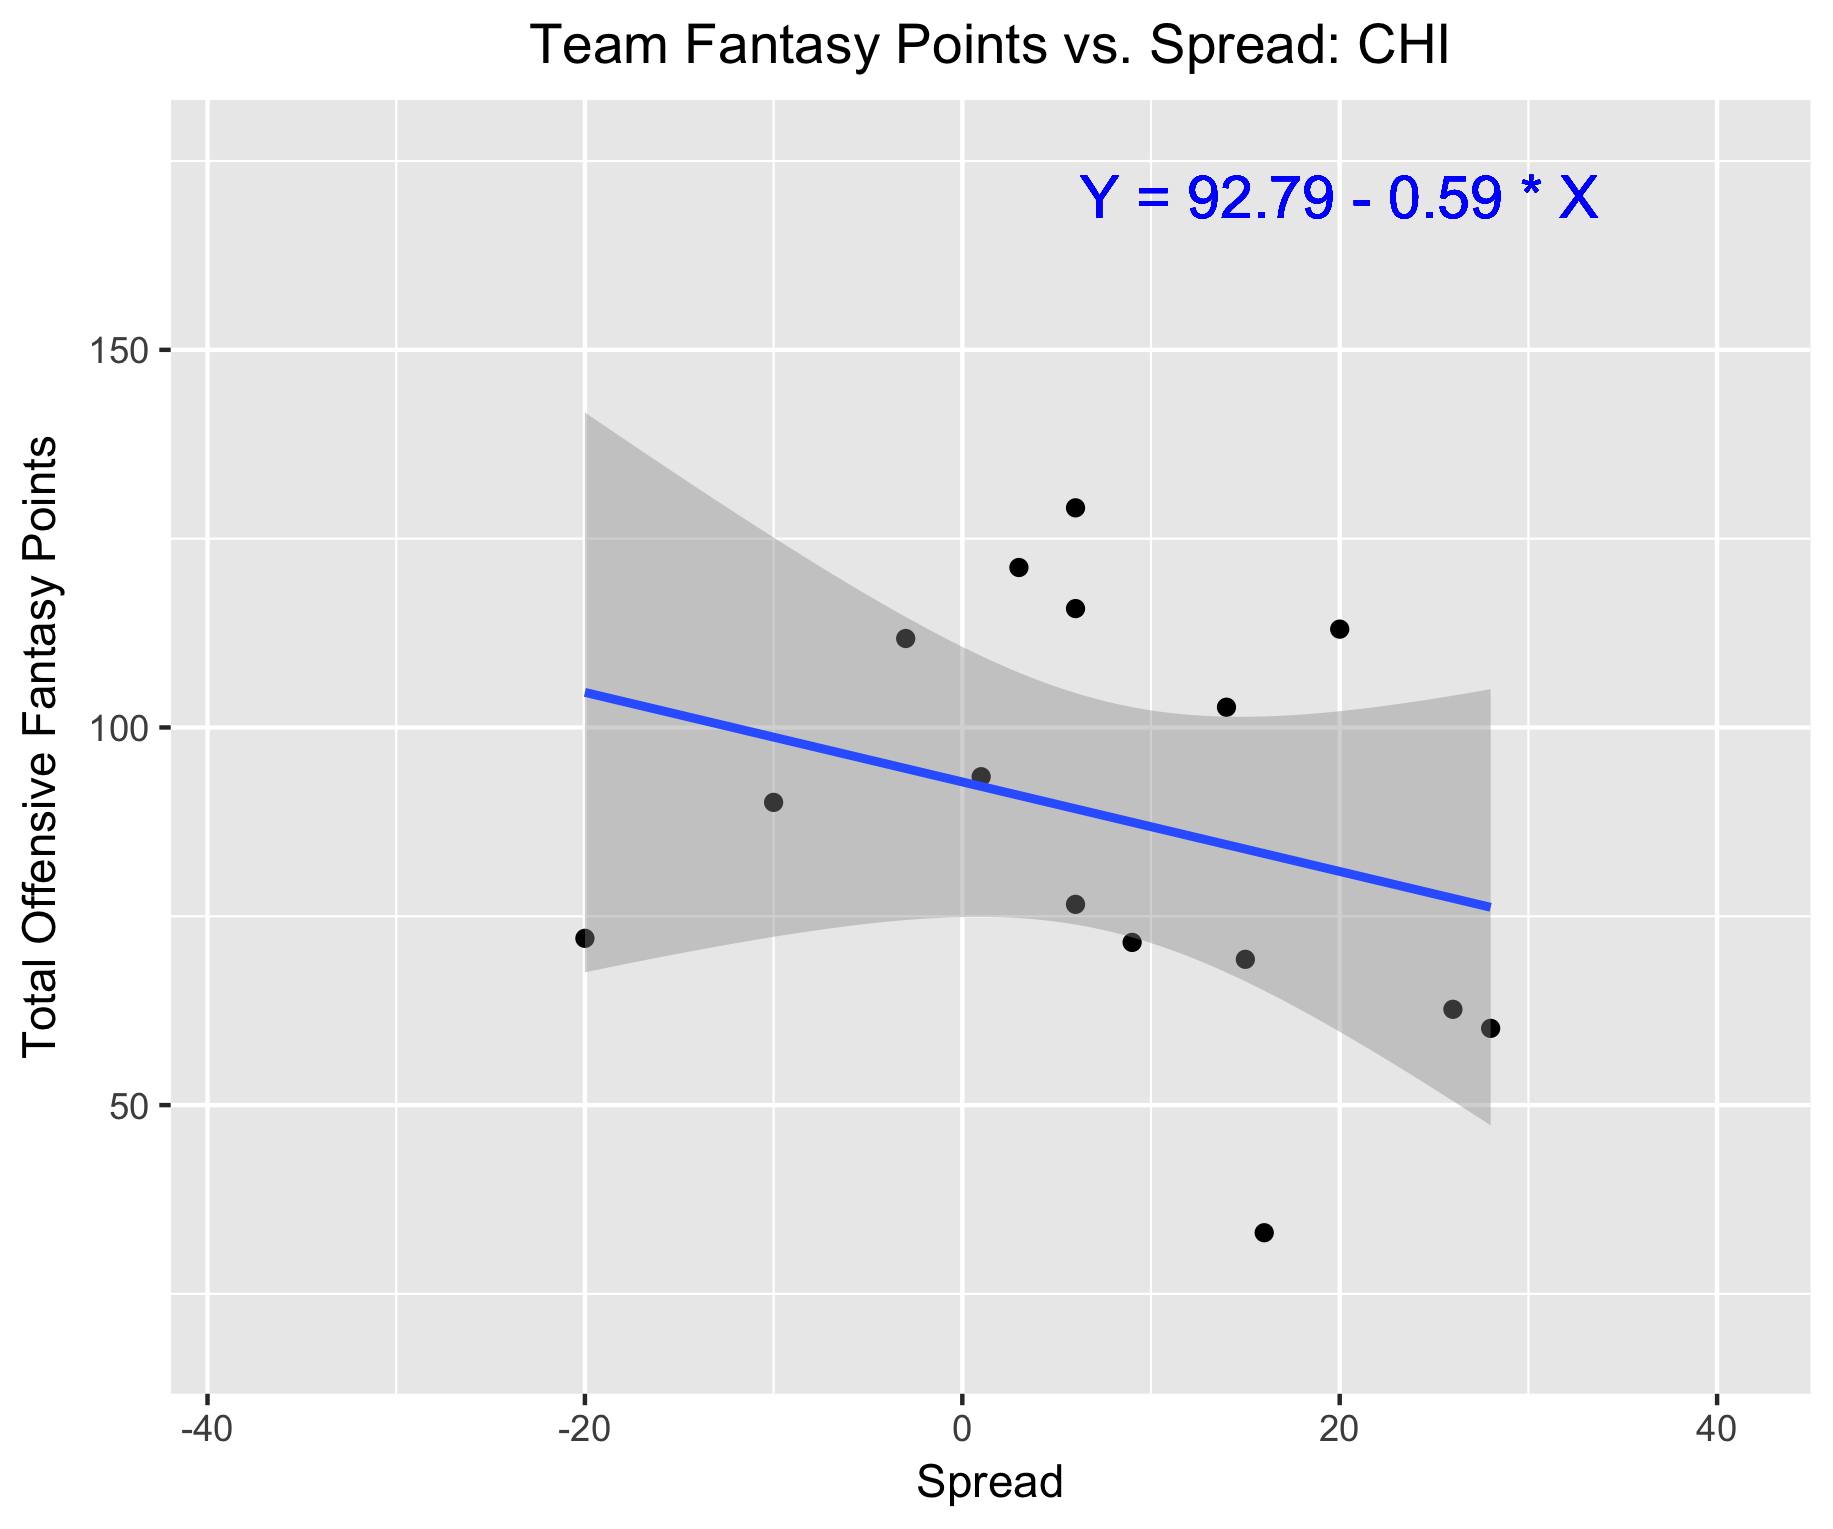 Team Fantasy Points vs. Spread: CHI
Y = 92.79 - 0.59 * X
Total Offensive Fantasy Points
150
100
50
-40
-20
0
20
40
Spread